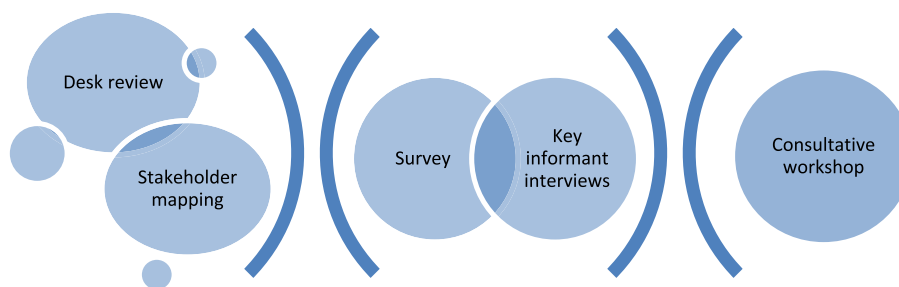 Desk review
Stakeholder
mapping
Survey
Key
informant
interviews
Consultative
workshop